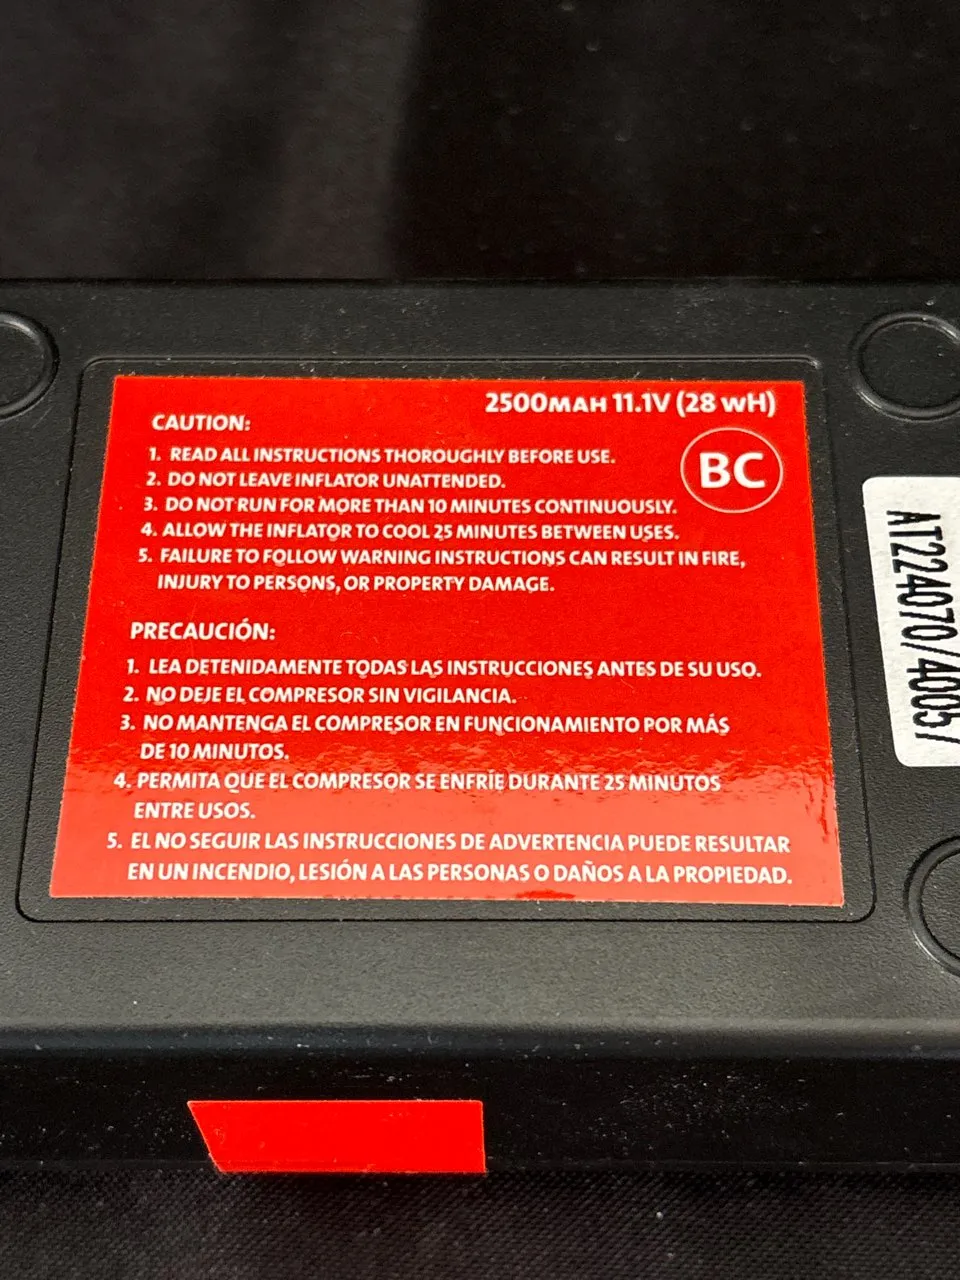 2500MAH 11.1V (28 WH)
BC
CAUTION:
1. READ ALL INSTRUCTIONS THOROUGHLY BEFORE USE.
2. DO NOT LEAVE INFLATOR UNATTENDED.
3. DO NOT RUN FOR MORE THAN 10 MINUTES CONTINUOUSLY.
4. ALLOW THE INFLATOR TO COOL 25 MINUTES BETWEEN USES.
5. FAILURE TO FOLLOW WARNING INSTRUCTIONS CAN RESULT IN FIRE,
INJURY TO PERSONS, OR PROPERTY DAMAGE.
PRECAUCIÓN:
1. LEA DETENIDAMENTE TODAS LAS INSTRUCCIONES ANTES DE SU USO.
2. NO DEJE EL COMPRESOR SIN VIGILANCIA.
3. NO MANTENGA EL COMPRESOR EN FUNCIONAMIENTO POR MÁS
DE 10 MINUTOS.
4. PERMITA QUE EL COMPRESOR SE ENFRÍE DURANTE 25 MINUTOS
ENTRE USOS.
5. EL NO SEGUIR LAS INSTRUCCIONES DE ADVERTENCIA PUEDE RESULTAR
EN UN INCENDIO, LESIÓN A LAS PERSONAS O DAÑOS A LA PROPIEDAD.
AT224070/40057